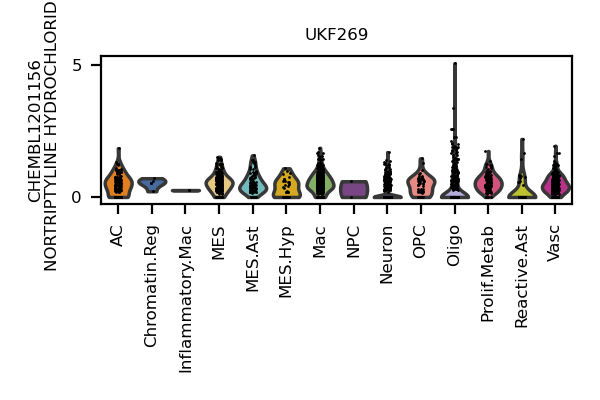 UKF269
CHEMBL1201156
NORTRIPTYLINE HYDROCHLORID
5
0
AC
Chromatin.Reg
Inflammatory.Mac
MES
MES.Ast
MES.Hyp
Mac
NPC
Neuron
OPC
Oligo
Prolif.Metab
Reactive.Ast
Vasc